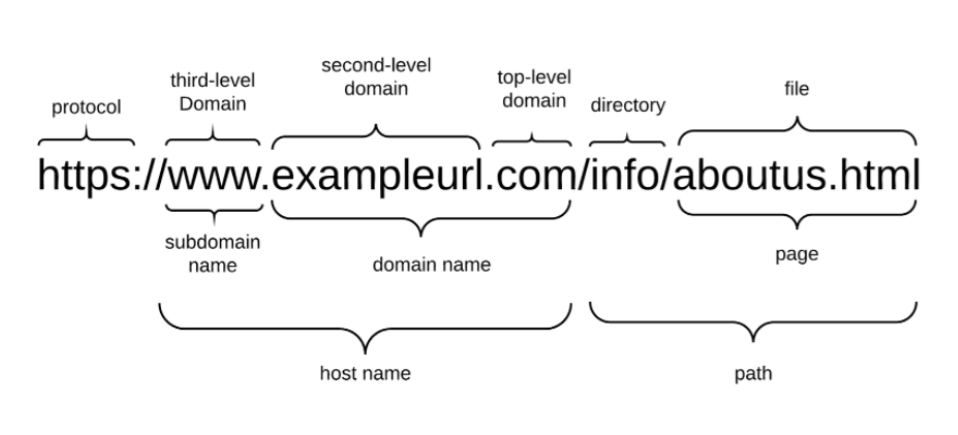 second-level
domain
third-level
Domain
top-level
domain
file
protocol
directory
https://www.exampleurl.com/info/aboutus.html
subdomain
name
domain name
page
host name
path